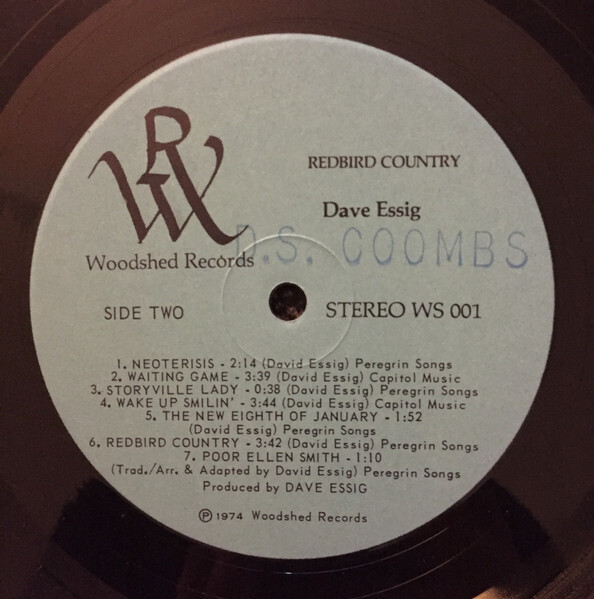 WR
REDBIRD COUNTRY
Dave Essig
D.S. COOMBS
Woodshed Records
SIDE TWO
STEREO WS 001
1. NEOTERISIS - 2:14 (David Essig) Peregrin Songs
2. WAITING GAME - 3:39 (David Essig) Capitol Music
3. STORYVILLE LADY - 0:38 (David Essig) Peregrin Songs
4. WAKE UP SMILIN' - 3:44 (David Essig) Capitol Music
5. THE NEW EIGHTH OF JANUARY - 1:52
(David Essig) Peregrin Songs
6. REDBIRD COUNTRY - 3:42 (David Essig) Peregrin Songs
7. POOR ELLEN SMITH - 1:10
(Trad./Arr. & Adapted by David Essig) Peregrin Songs
Produced by DAVE ESSIG
Ⓟ 1974 Woodshed Records